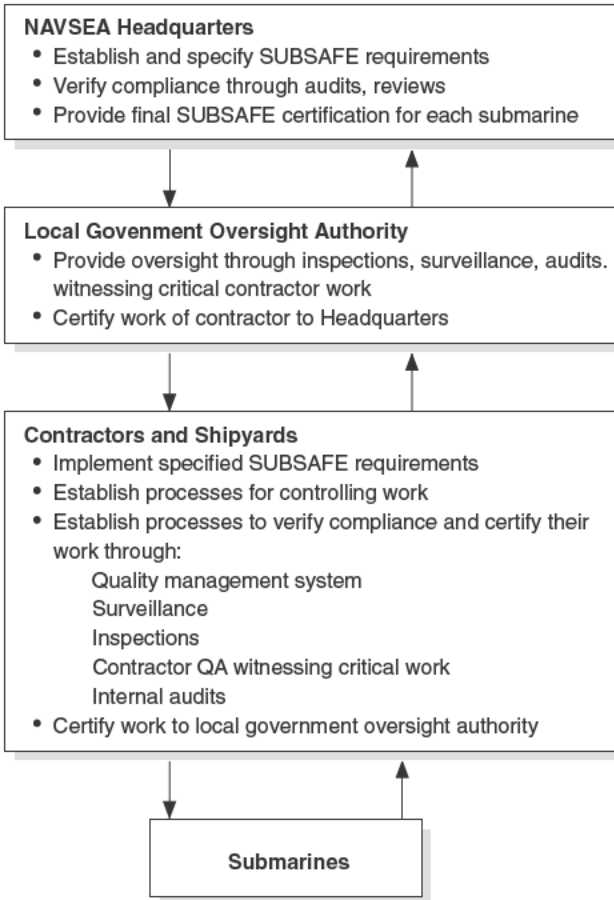 NAVSEA Headquarters
• Establish and specify SUBSAFE requirements
• Verify compliance through audits, reviews
• Provide final SUBSAFE certification for each submarine
Local Govenment Oversight Authority
• Provide oversight through inspections, surveillance, audits.
witnessing critical contractor work
• Certify work of contractor to Headquarters
Contractors and Shipyards
• Implement specified SUBSAFE requirements
• Establish processes for controlling work
• Establish processes to verify compliance and certify their
work through:
Quality management system
Surveillance
Inspections
Contractor QA witnessing critical work
Internal audits
• Certify work to local government oversight authority
Submarines